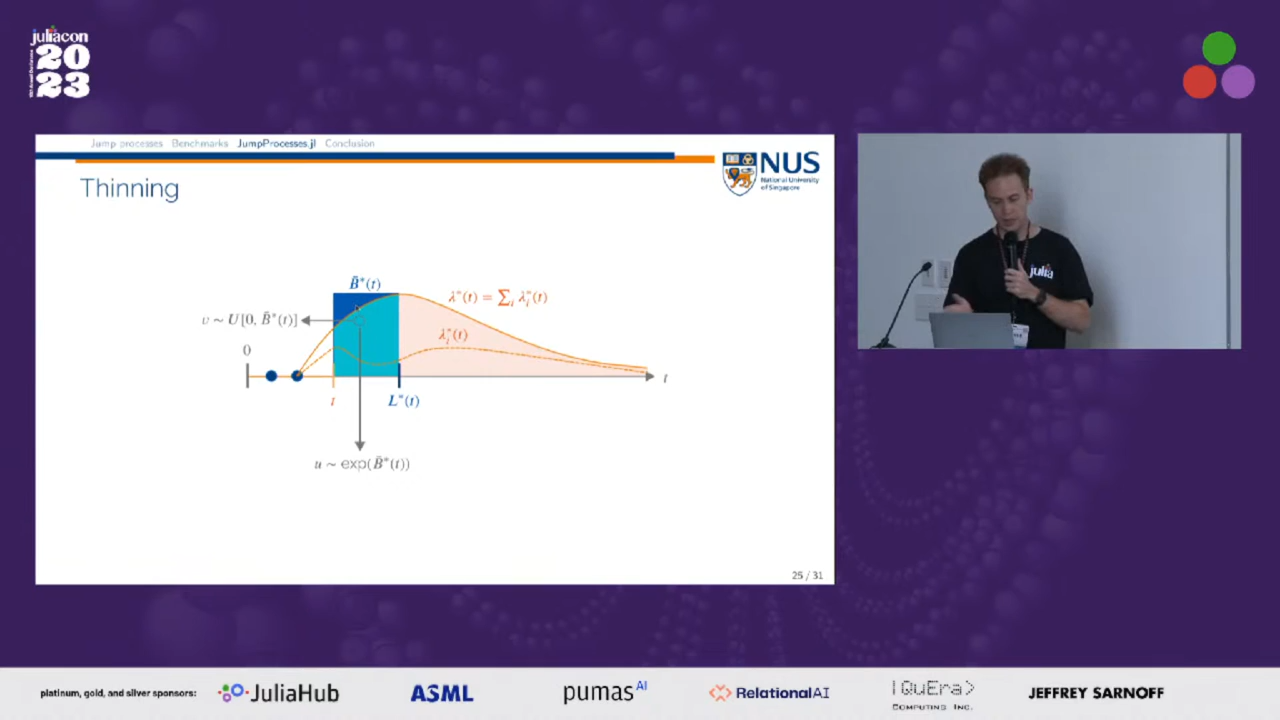 juliacon
20
23
Jump processes Benchmarks JumpProcesses.jl Conclusion
NUS
National University
of Singapore
Thinning
B̄*(t)
λ*(t) = ∑ᵢ λᵢ*(t)
υ ~ U[0, B̄*(t)]
λᵢ*(t)
0
t
t
L*(t)
u ~ exp(B̄*(t))
25 / 31
julia
platinum, gold, and silver sponsors:
JuliaHub
ASML
pumas AI
RelationalAI
|QuEra>
COMPUTING INC.
JEFFREY SARNOFF